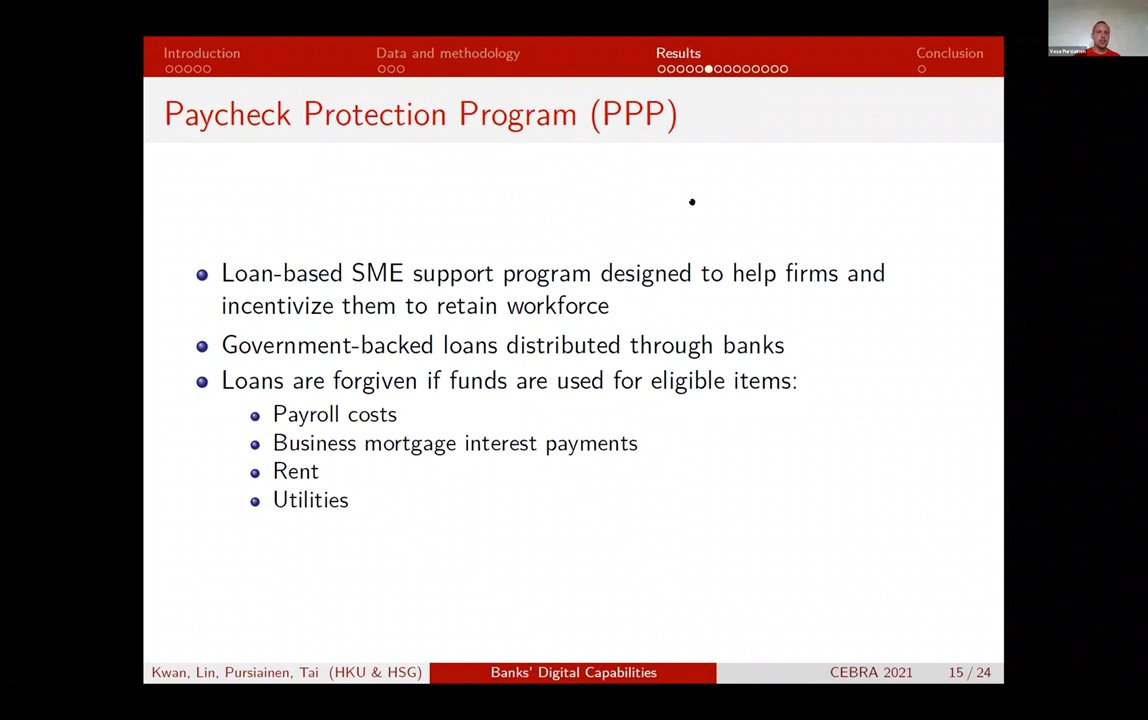 Introduction Data and methodology Results Conclusion
Paycheck Protection Program (PPP)
Loan-based SME support program designed to help firms and
incentivize them to retain workforce
Government-backed loans distributed through banks
Loans are forgiven if funds are used for eligible items:
Payroll costs
Business mortgage interest payments
Rent
Utilities
Kwan, Lin, Pursiainen, Tai (HKU & HSG) Banks' Digital Capabilities CEBRA 2021 15 / 24
Vesa Pursiainen